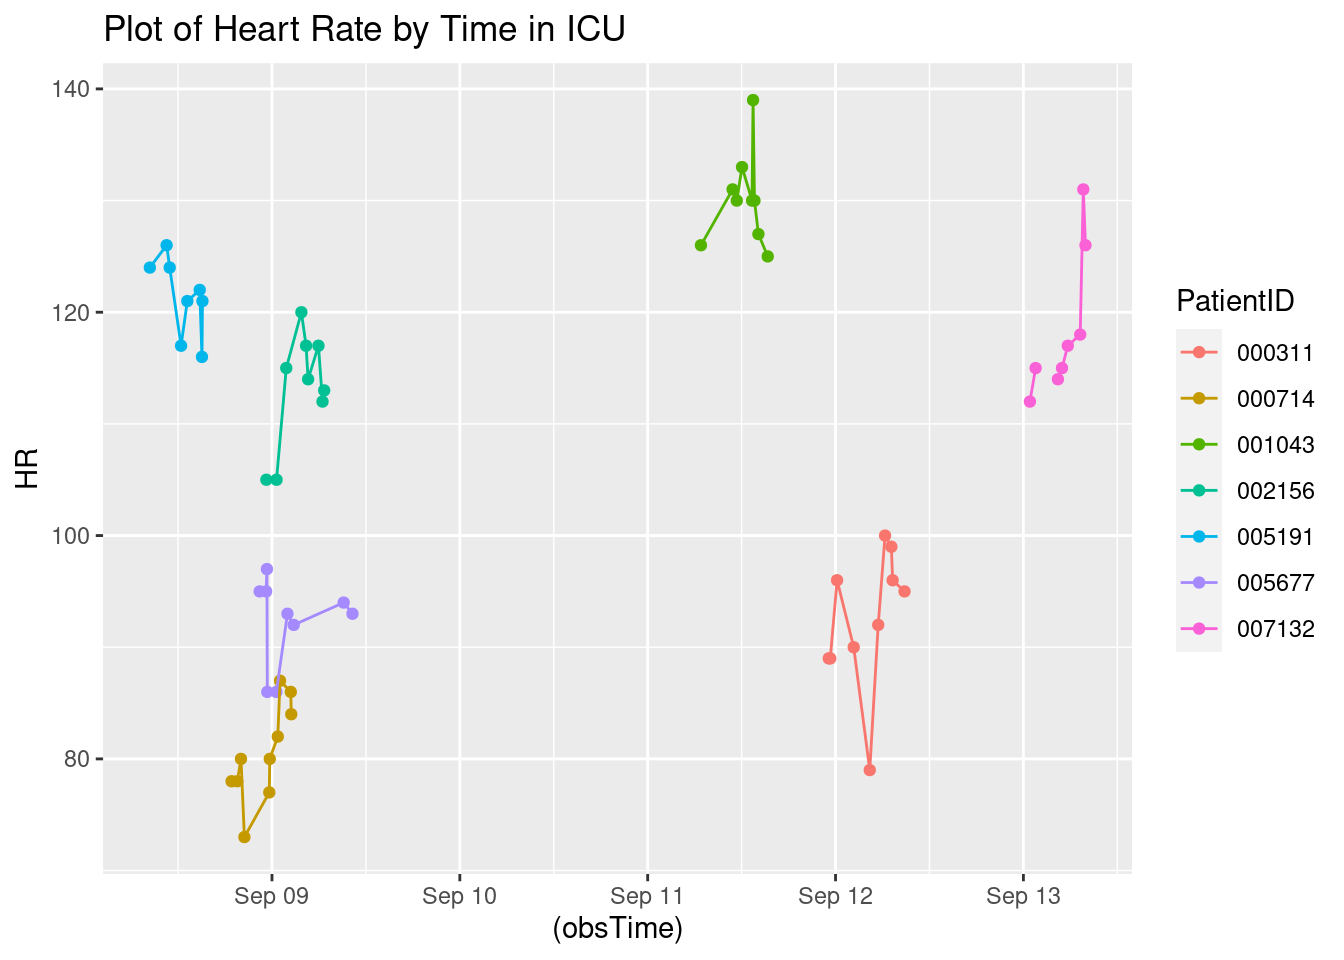 Plot of Heart Rate by Time in ICU
140
120
100
80
HR
Sep 09 Sep 10 Sep 11 Sep 12 Sep 13
(obsTime)
PatientID
000311
000714
001043
002156
005191
005677
007132